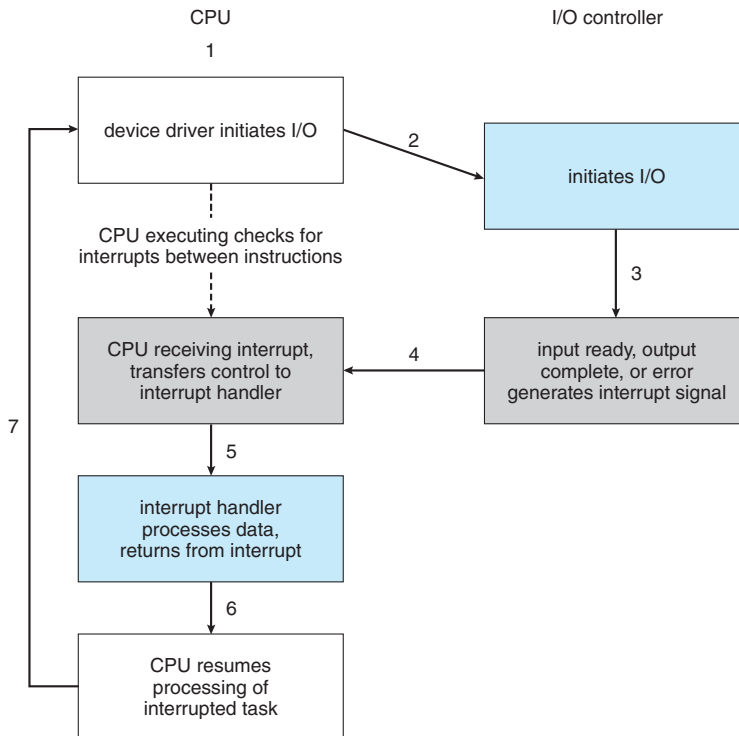 CPU
I/O controller
1
device driver initiates I/O
2
initiates I/O
CPU executing checks for
interrupts between instructions
3
CPU receiving interrupt,
transfers control to
interrupt handler
4
input ready, output
complete, or error
generates interrupt signal
7
5
interrupt handler
processes data,
returns from interrupt
6
CPU resumes
processing of
interrupted task